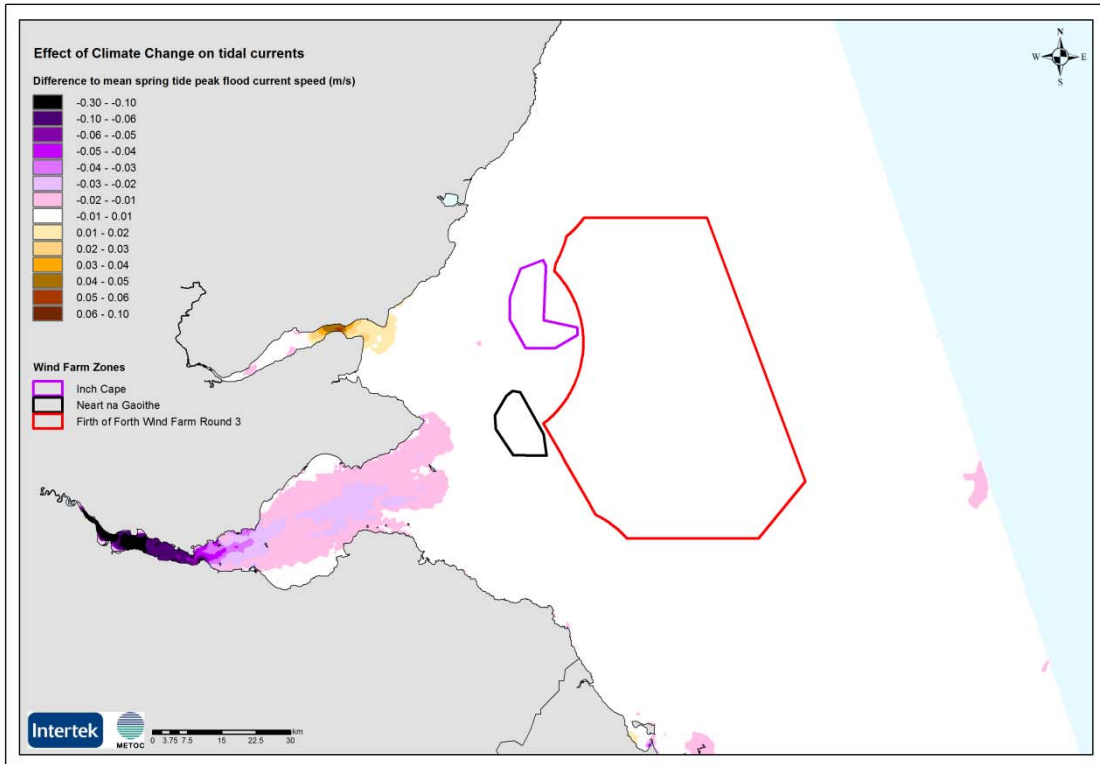 Effect of Climate Change on tidal currents
Difference to mean spring tide peak flood current speed (m/s)
-0.30 - -0.10
-0.10 - -0.06
-0.06 - -0.05
-0.05 - -0.04
-0.04 - -0.03
-0.03 - -0.02
-0.02 - -0.01
-0.01 - 0.01
0.01 - 0.02
0.02 - 0.03
0.03 - 0.04
0.04 - 0.05
0.05 - 0.06
0.06 - 0.10
Wind Farm Zones
Inch Cape
Neart na Gaoithe
Firth of Forth Wind Farm Round 3
N
W E
S
Intertek
METOC
km
0 3.75 7.5 15 22.5 30